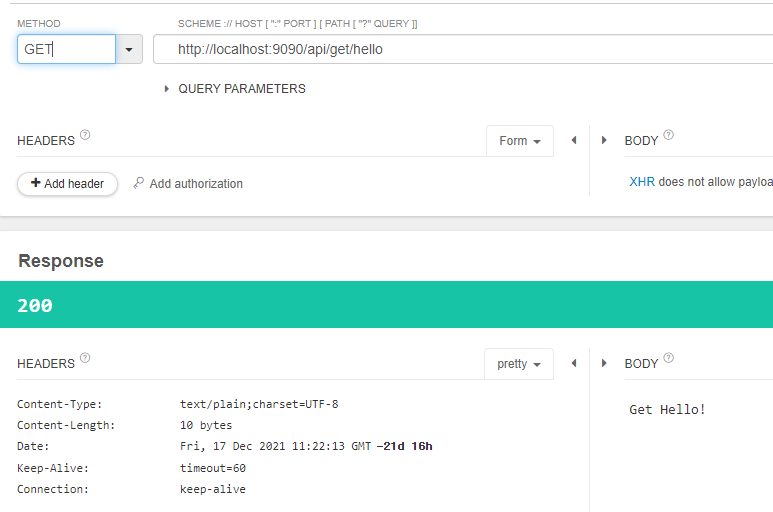 METHOD SCHEME :// HOST [ ":" PORT ] [ PATH [ "?" QUERY ]]
GET http://localhost:9090/api/get/hello
QUERY PARAMETERS
HEADERS ? Form BODY ?
+ Add header Add authorization XHR does not allow payloa
Response
200
HEADERS ? pretty BODY ?
Content-Type: text/plain;charset=UTF-8 Get Hello!
Content-Length: 10 bytes
Date: Fri, 17 Dec 2021 11:22:13 GMT −21d 16h
Keep-Alive: timeout=60
Connection: keep-alive